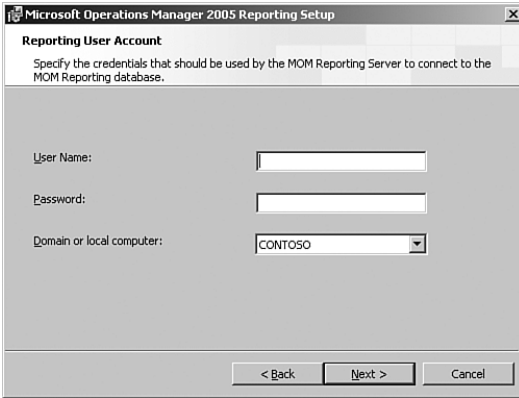 Microsoft Operations Manager 2005 Reporting Setup
Reporting User Account
Specify the credentials that should be used by the MOM Reporting Server to connect to the
MOM Reporting database.
User Name:
Password:
Domain or local computer:
CONTOSO
< Back
Next >
Cancel